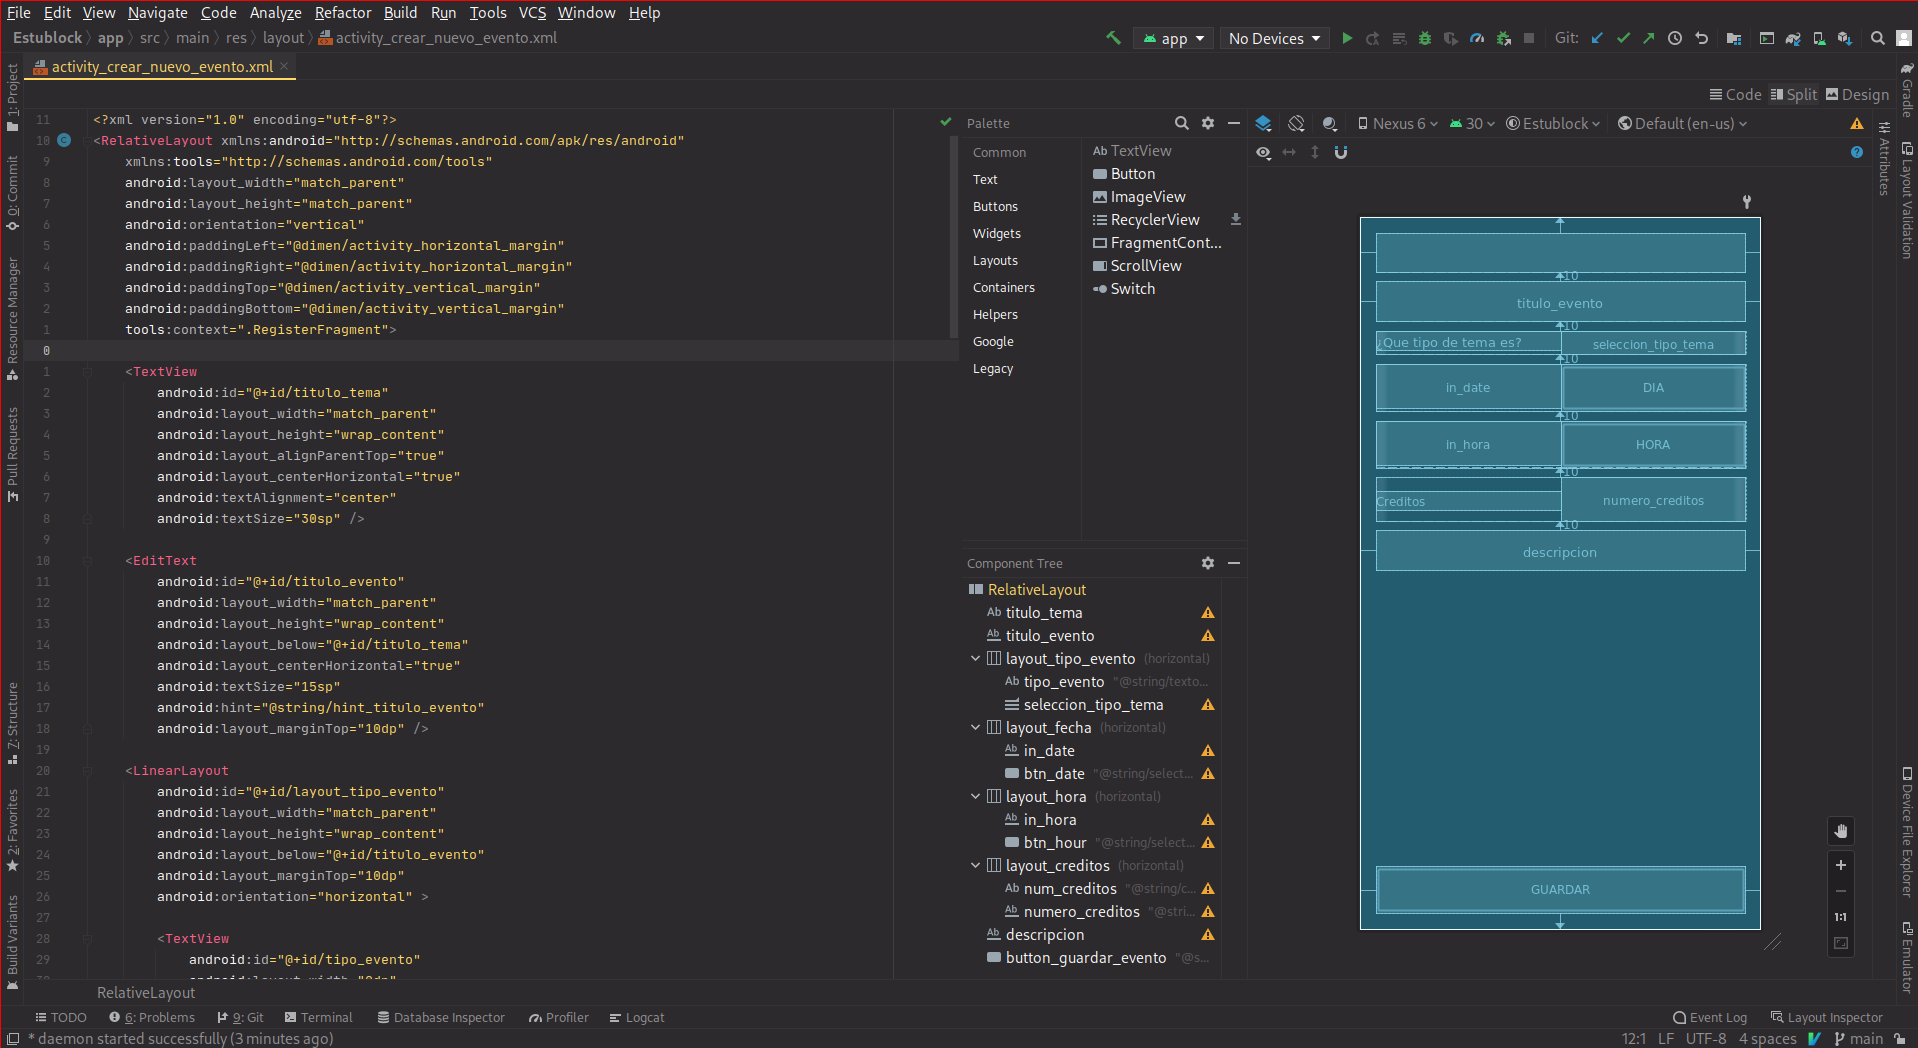 File Edit View Navigate Code Analyze Refactor Build Run Tools VCS Window Help
Estublock app src main res layout activity_crear_nuevo_evento.xml
app No Devices Git:
activity_crear_nuevo_evento.xml
Code Split Design
1: Project
0: Commit
Resource Manager
Pull Requests
7: Structure
2: Favorites
Build Variants
11 <?xml version="1.0" encoding="utf-8"?>
10 <RelativeLayout xmlns:android="http://schemas.android.com/apk/res/android"
9 xmlns:tools="http://schemas.android.com/tools"
8 android:layout_width="match_parent"
7 android:layout_height="match_parent"
6 android:orientation="vertical"
5 android:paddingLeft="@dimen/activity_horizontal_margin"
4 android:paddingRight="@dimen/activity_horizontal_margin"
3 android:paddingTop="@dimen/activity_vertical_margin"
2 android:paddingBottom="@dimen/activity_vertical_margin"
1 tools:context=".RegisterFragment">
0
1 <TextView
2 android:id="@+id/titulo_tema"
3 android:layout_width="match_parent"
4 android:layout_height="wrap_content"
5 android:layout_alignParentTop="true"
6 android:layout_centerHorizontal="true"
7 android:textAlignment="center"
8 android:textSize="30sp" />
9
10 <EditText
11 android:id="@+id/titulo_evento"
12 android:layout_width="match_parent"
13 android:layout_height="wrap_content"
14 android:layout_below="@+id/titulo_tema"
15 android:layout_centerHorizontal="true"
16 android:textSize="15sp"
17 android:hint="@string/hint_titulo_evento"
18 android:layout_marginTop="10dp" />
19
20 <LinearLayout
21 android:id="@+id/layout_tipo_evento"
22 android:layout_width="match_parent"
23 android:layout_height="wrap_content"
24 android:layout_below="@+id/titulo_evento"
25 android:layout_marginTop="10dp"
26 android:orientation="horizontal" >
27
28 <TextView
29 android:id="@+id/tipo_evento"
RelativeLayout
Palette
Common
Text
Buttons
Widgets
Layouts
Containers
Helpers
Google
Legacy
Ab TextView
Button
ImageView
RecyclerView
FragmentCont...
ScrollView
Switch
Component Tree
RelativeLayout
Ab titulo_tema
Ab titulo_evento
layout_tipo_evento (horizontal)
Ab tipo_evento "@string/texto...
seleccion_tipo_tema
layout_fecha (horizontal)
Ab in_date
btn_date "@string/select...
layout_hora (horizontal)
Ab in_hora
btn_hour "@string/select...
layout_creditos (horizontal)
Ab num_creditos "@string/c...
Ab numero_creditos "@stri...
Ab descripcion
button_guardar_evento "@s...
Nexus 6 30 Estublock Default (en-us)
10
titulo_evento
10
¿Que tipo de tema es? seleccion_tipo_tema
10
in_date DIA
10
in_hora HORA
10
Creditos numero_creditos
10
descripcion
GUARDAR
1:1
Gradle
Attributes
Layout Validation
Device File Explorer
Emulator
TODO 6: Problems 9: Git Terminal Database Inspector Profiler Logcat Event Log Layout Inspector
* daemon started successfully (3 minutes ago) 12:1 LF UTF-8 4 spaces main